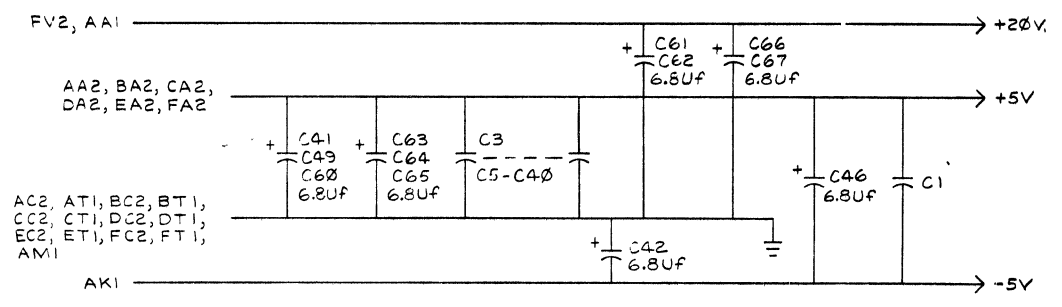 FV2, AA1
+2ØV.
+ C61
C62
6.8Uf
+ C66
C67
6.8Uf
AA2, BA2, CA2,
DA2, EA2, FA2
+5V
+ C41
C49
C6Ø
6.8Uf
+ C63
C64
C65
6.8Uf
C3
C5-C4Ø
+ C46
6.8Uf
C1
AC2, AT1, BC2, BT1,
CC2, CT1, DC2, DT1,
EC2, ET1, FC2, FT1,
AM1
+ C42
6.8Uf
AK1
-5V